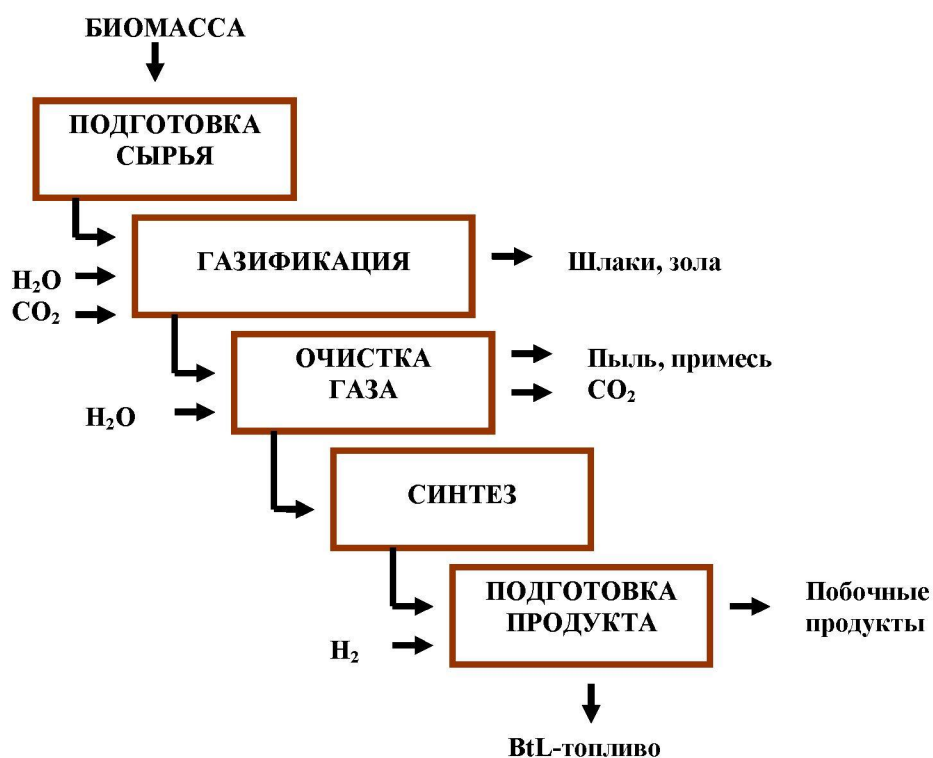 БИОМАССА
ПОДГОТОВКА
СЫРЬЯ
ГАЗИФИКАЦИЯ
Шлаки, зола
H₂O
CO₂
ОЧИСТКА
ГАЗА
Пыль, примесь
CO₂
H₂O
СИНТЕЗ
ПОДГОТОВКА
ПРОДУКТА
Побочные
продукты
H₂
BtL-топливо